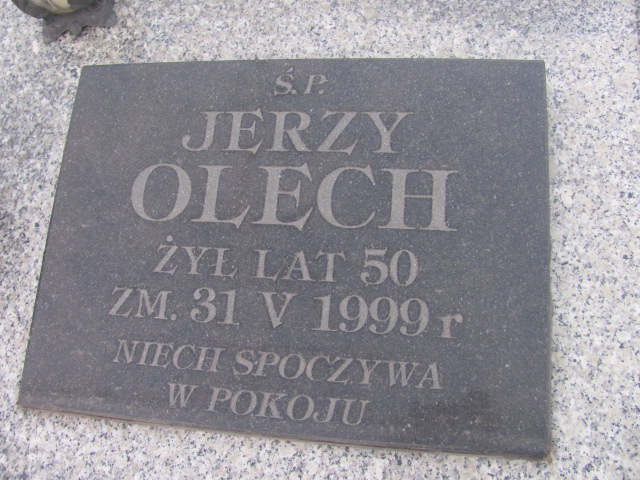 Ś.P.
JERZY
OLECH
ŻYŁ LAT 50
ZM. 31 V 1999 r
NIECH SPOCZYWA
W POKOJU